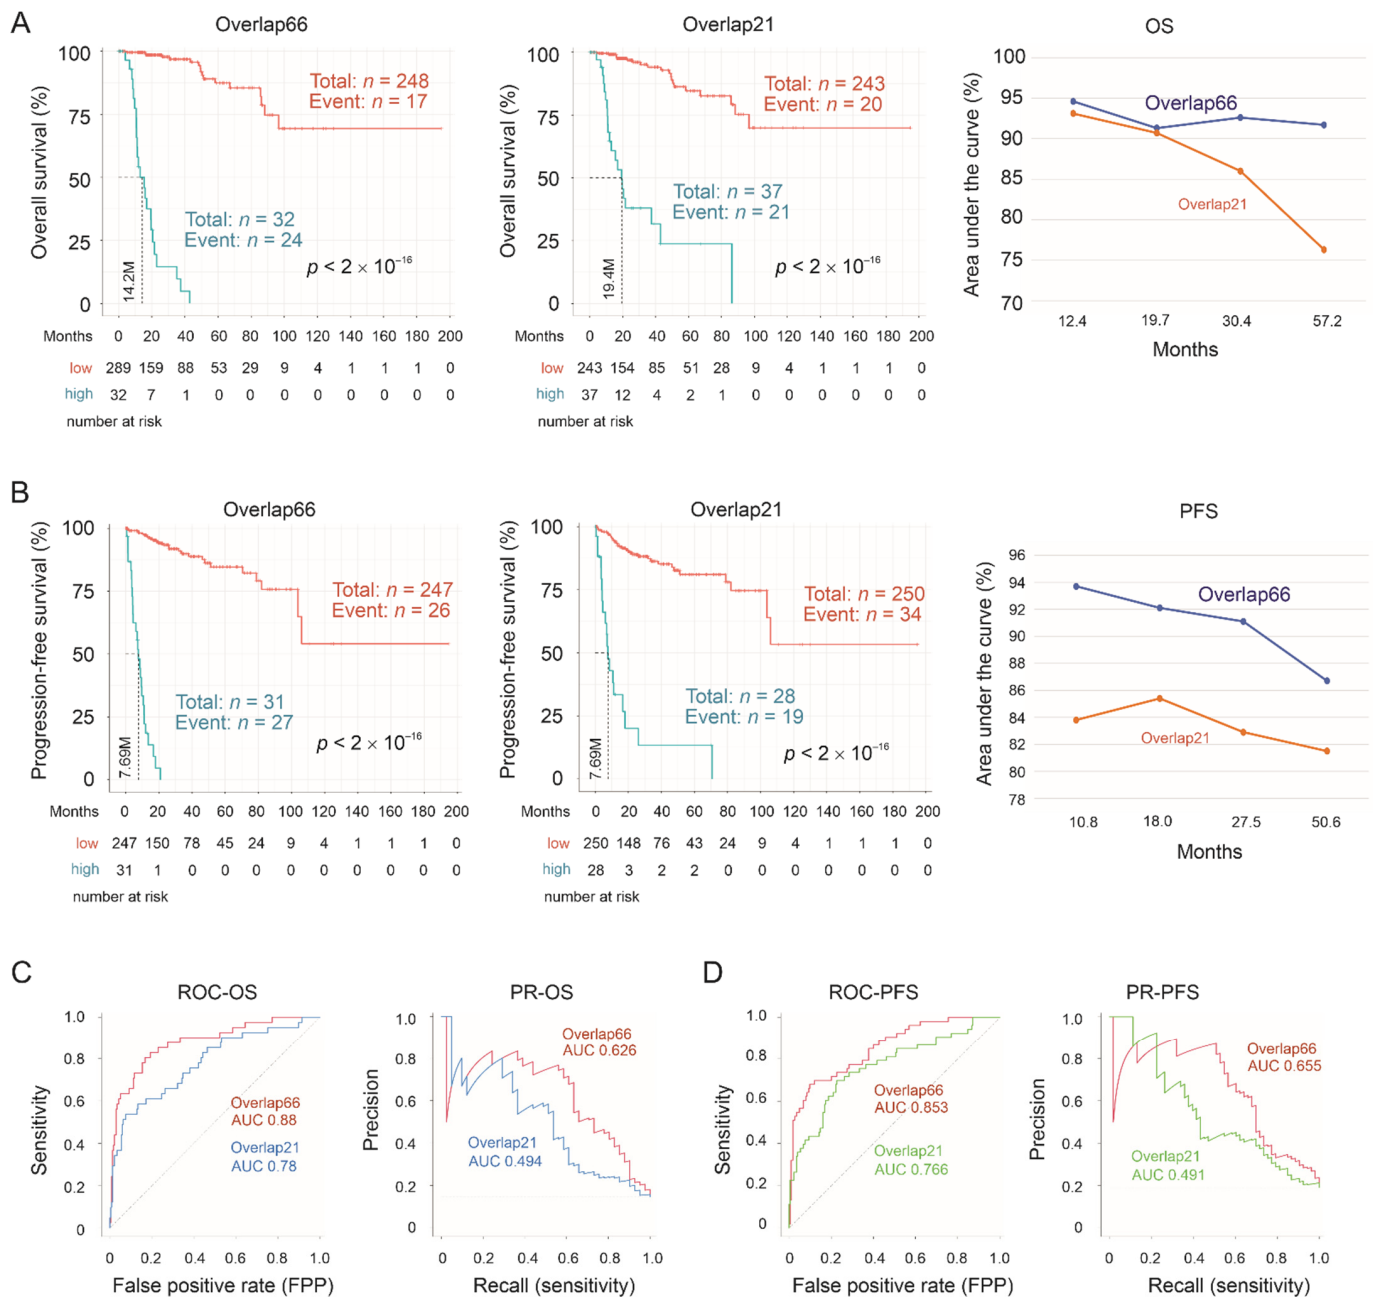 A
Overlap66
Overall survival (%)
100
75
50
25
0
Total: n = 248
Event: n = 17
Total: n = 32
Event: n = 24
p < 2 × 10⁻¹⁶
14.2M
Months 0 20 40 60 80 100 120 140 160 180 200
low 289 159 88 53 29 9 4 1 1 1 0
high 32 7 1 0 0 0 0 0 0 0 0
number at risk
Overlap21
Overall survival (%)
100
75
50
25
0
Total: n = 243
Event: n = 20
Total: n = 37
Event: n = 21
p < 2 × 10⁻¹⁶
19.4M
0 20 40 60 80 100 120 140 160 180 200
low 243 154 85 51 28 9 4 1 1 1 0
high 37 12 4 2 1 0 0 0 0 0 0
number at risk
OS
Area under the curve (%)
100
95
90
85
80
75
70
Overlap66
Overlap21
12.4 19.7 30.4 57.2
Months
B
Overlap66
Progression-free survival (%)
100
75
50
25
0
Total: n = 247
Event: n = 26
Total: n = 31
Event: n = 27
p < 2 × 10⁻¹⁶
7.69M
Months 0 20 40 60 80 100 120 140 160 180 200
low 247 150 78 45 24 9 4 1 1 1 0
high 31 1 0 0 0 0 0 0 0 0 0
number at risk
Overlap21
Progression-free survival (%)
100
75
50
25
0
Total: n = 250
Event: n = 34
Total: n = 28
Event: n = 19
p < 2 × 10⁻¹⁶
7.69M
Months 0 20 40 60 80 100 120 140 160 180 200
low 250 148 76 43 24 9 4 1 1 1 0
high 28 3 2 2 0 0 0 0 0 0 0
number at risk
PFS
Area under the curve (%)
96
94
92
90
88
86
84
82
80
78
Overlap66
Overlap21
10.8 18.0 27.5 50.6
Months
C
ROC-OS
Sensitivity
1.0
0.8
0.6
0.4
0.2
0
Overlap66
AUC 0.88
Overlap21
AUC 0.78
0 0.2 0.4 0.6 0.8 1.0
False positive rate (FPP)
PR-OS
Precision
1.0
0.8
0.6
0.4
0.2
0
Overlap66
AUC 0.626
Overlap21
AUC 0.494
0 0.2 0.4 0.6 0.8 1.0
Recall (sensitivity)
D
ROC-PFS
Sensitivity
1.0
0.8
0.6
0.4
0.2
0
Overlap66
AUC 0.853
Overlap21
AUC 0.766
0 0.2 0.4 0.6 0.8 1.0
False positive rate (FPP)
PR-PFS
Precision
1.0
0.8
0.6
0.4
0.2
0
Overlap66
AUC 0.655
Overlap21
AUC 0.491
0 0.2 0.4 0.6 0.8 1.0
Recall (sensitivity)